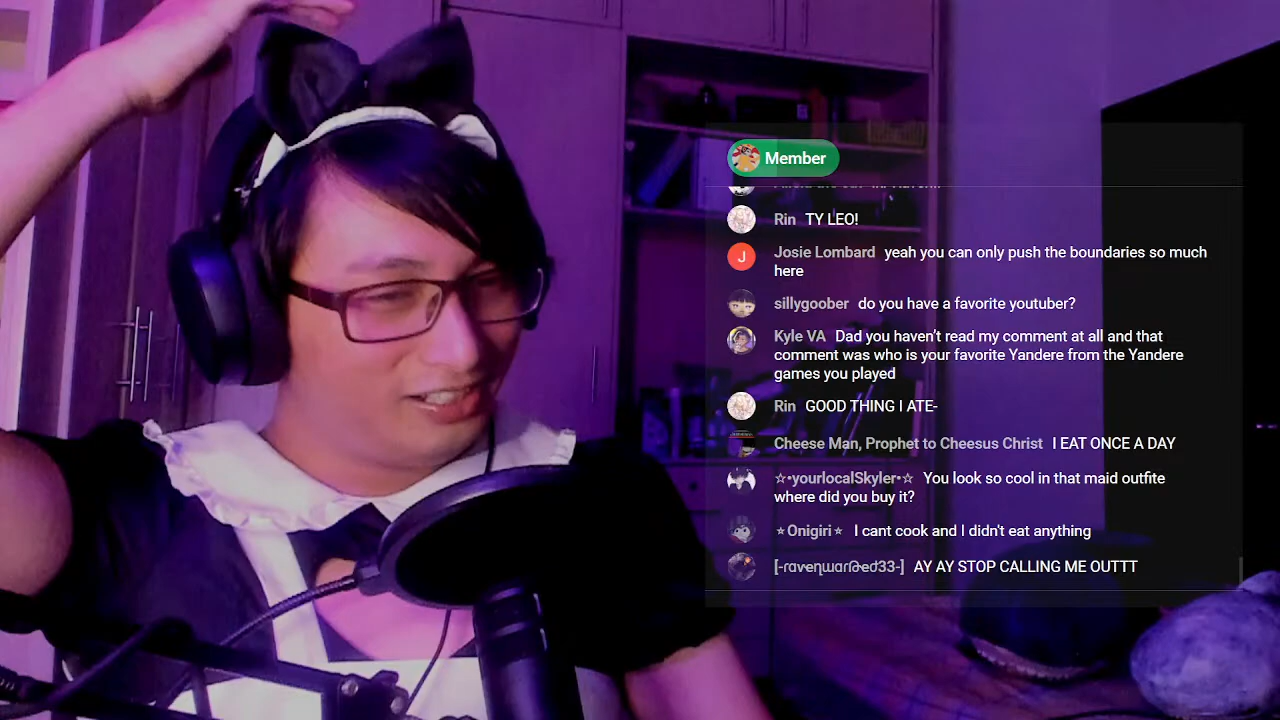 Member
Rin TY LEO!
Josie Lombard yeah you can only push the boundaries so much
here
J
sillygoober do you have a favorite youtuber?
Kyle VA Dad you haven't read my comment at all and that
comment was who is your favorite Yandere from the Yandere
games you played
Rin GOOD THING I ATE-
Cheese Man, Prophet to Cheesus Christ I EAT ONCE A DAY
☆•yourlocalSkyler•☆ You look so cool in that maid outfite
where did you buy it?
⭐Onigiri⭐ I cant cook and I didn't eat anything
AY AY STOP CALLING ME OUTTT